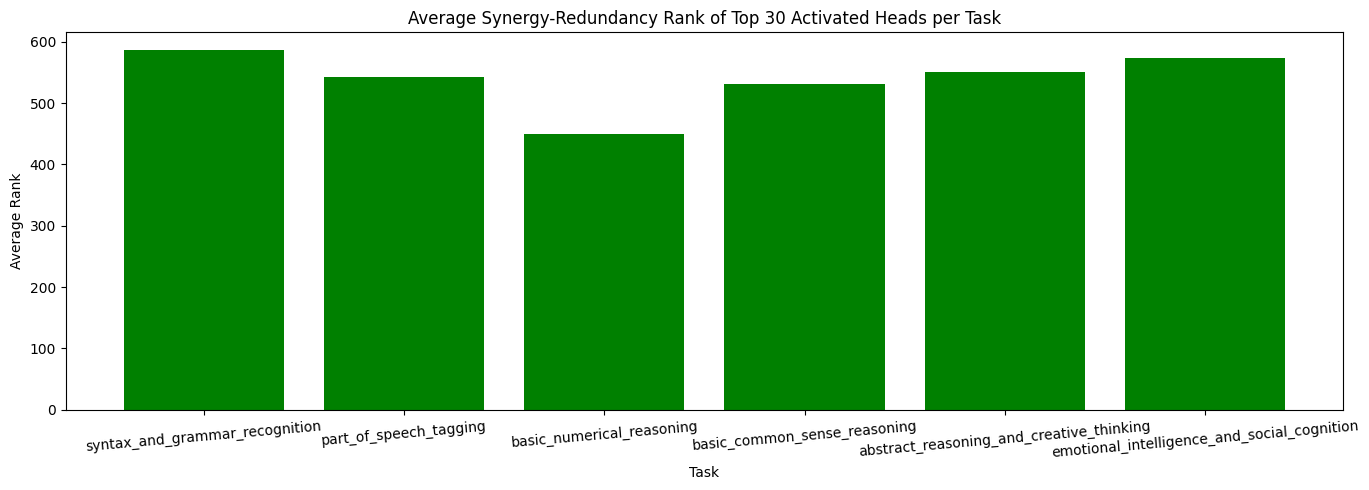 Average Synergy-Redundancy Rank of Top 30 Activated Heads per Task
600
500
400
300
200
100
0
Average Rank
syntax_and_grammar_recognition
part_of_speech_tagging
basic_numerical_reasoning
basic_common_sense_reasoning
abstract_reasoning_and_creative_thinking
emotional_intelligence_and_social_cognition
Task